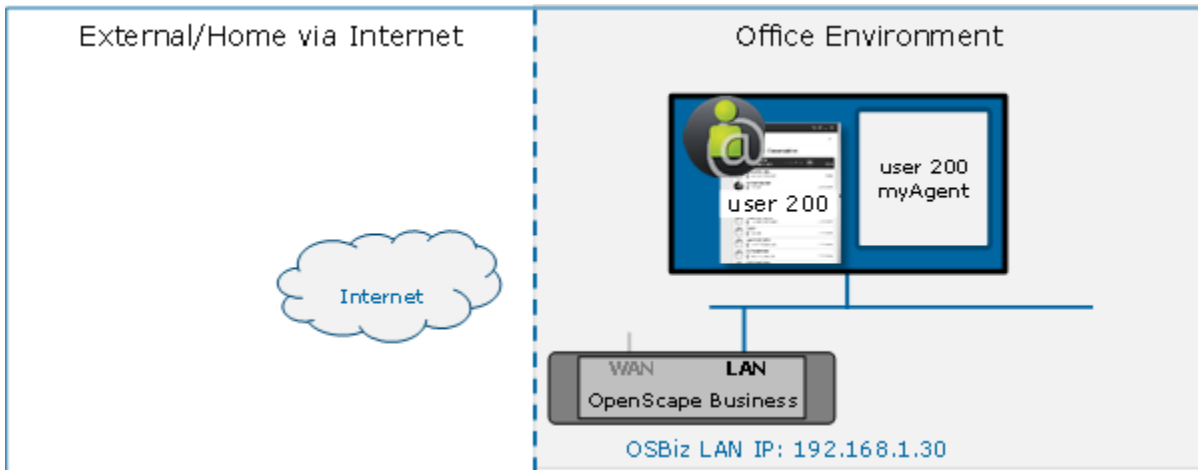 External/Home via Internet
Office Environment
@
user 200
user 200
myAgent
Internet
WAN LAN
OpenScape Business
OSBiz LAN IP: 192.168.1.30